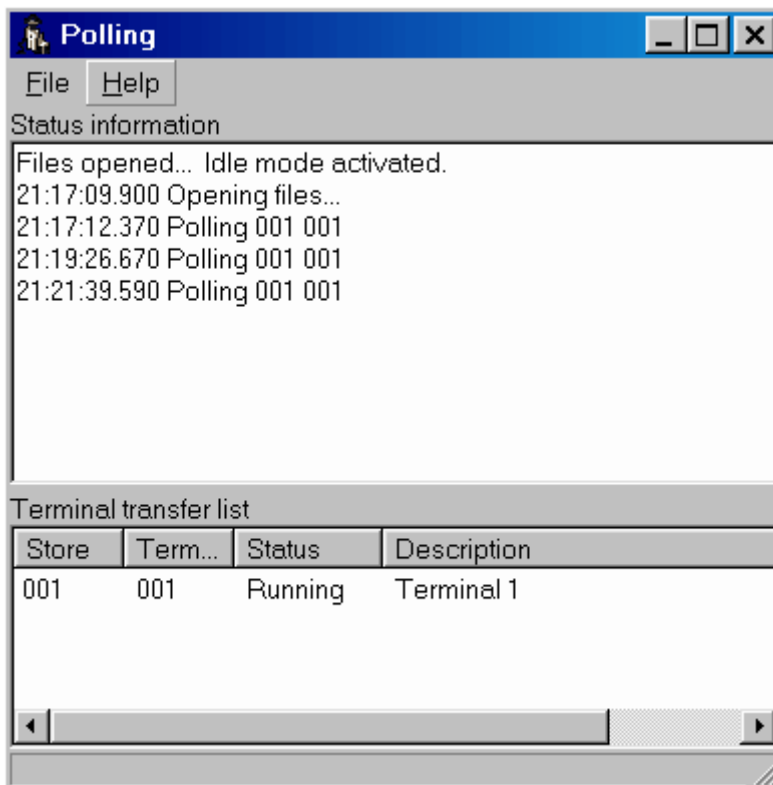 Polling
File Help
Status information
Files opened... Idle mode activated.
21:17:09.900 Opening files...
21:17:12.370 Polling 001 001
21:19:26.670 Polling 001 001
21:21:39.590 Polling 001 001
Terminal transfer list
Store Term... Status Description
001 001 Running Terminal 1